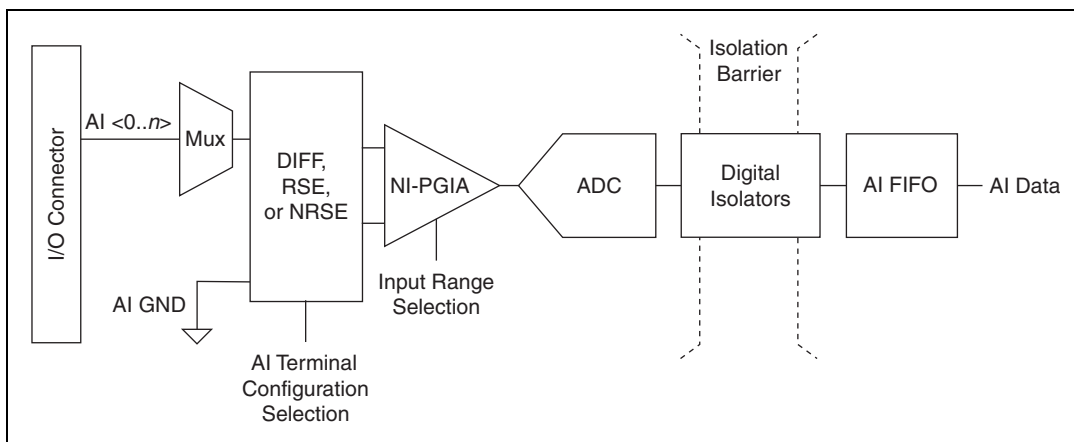 I/O Connector
AI <0..n>
Mux
AI GND
DIFF,
RSE,
or NRSE
AI Terminal
Configuration
Selection
NI-PGIA
Input Range
Selection
ADC
Isolation
Barrier
Digital
Isolators
AI FIFO
AI Data